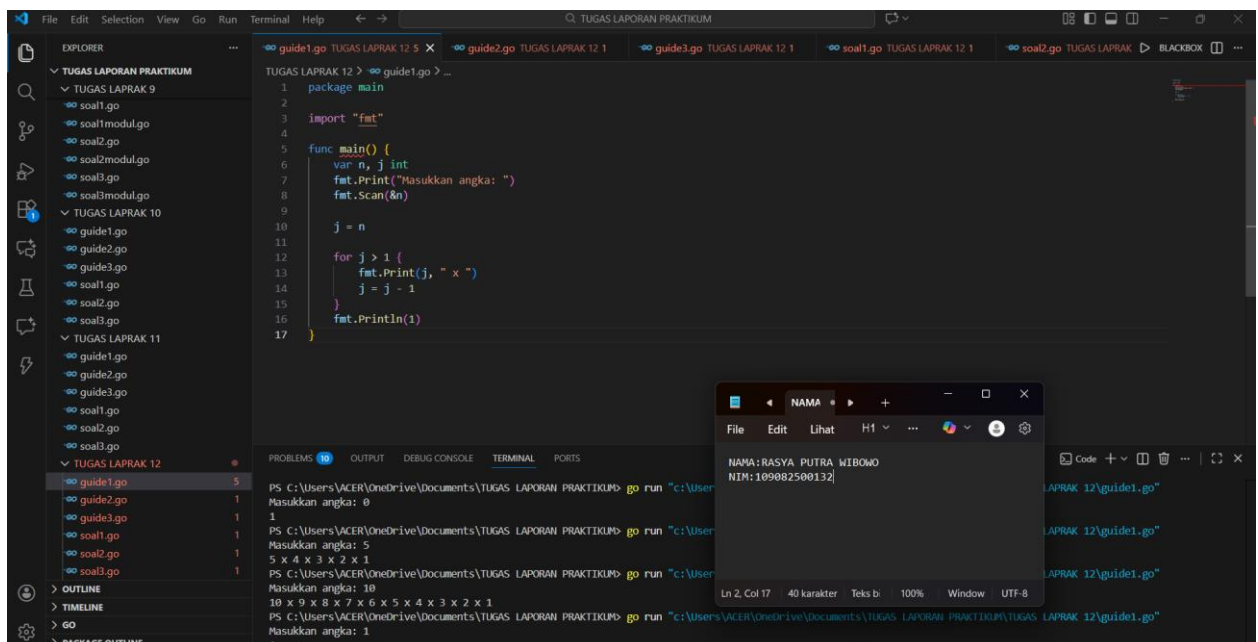 File Edit Selection View Go Run Terminal Help
TUGAS LAPORAN PRAKTIKUM
EXPLORER
TUGAS LAPORAN PRAKTIKUM
TUGAS LAPRAK 9
soal1.go
soal1modul.go
soal2.go
soal2modul.go
soal3.go
soal3modul.go
TUGAS LAPRAK 10
guide1.go
guide2.go
guide3.go
soal1.go
soal2.go
soal3.go
TUGAS LAPRAK 11
guide1.go
guide2.go
guide3.go
soal1.go
soal2.go
soal3.go
TUGAS LAPRAK 12
guide1.go 5
guide2.go 1
guide3.go 1
soal1.go 1
soal2.go 1
soal3.go 1
OUTLINE
TIMELINE
GO
PACKAGE OUTLINE
guide1.go TUGAS LAPRAK 12 5 guide2.go TUGAS LAPRAK 12 1 guide3.go TUGAS LAPRAK 12 1 soal1.go TUGAS LAPRAK 12 1 soal2.go TUGAS LAPRAK BLACKBOX
TUGAS LAPRAK 12 > guide1.go > ...
1 package main
2
3 import "fmt"
4
5 func main() {
6 var n, j int
7 fmt.Print("Masukkan angka: ")
8 fmt.Scan(&n)
9
10 j = n
11
12 for j > 1 {
13 fmt.Print(j, " x ")
14 j = j - 1
15 }
16 fmt.Println(1)
17 }
PROBLEMS 10 OUTPUT DEBUG CONSOLE TERMINAL PORTS
Code
PS C:\Users\ACER\OneDrive\Documents\TUGAS LAPORAN PRAKTIKUM> go run "c:\User LAPRAK 12\guide1.go"
Masukkan angka: 0
1
PS C:\Users\ACER\OneDrive\Documents\TUGAS LAPORAN PRAKTIKUM> go run "c:\User LAPRAK 12\guide1.go"
Masukkan angka: 5
5 x 4 x 3 x 2 x 1
PS C:\Users\ACER\OneDrive\Documents\TUGAS LAPORAN PRAKTIKUM> go run "c:\User LAPRAK 12\guide1.go"
Masukkan angka: 10
10 x 9 x 8 x 7 x 6 x 5 x 4 x 3 x 2 x 1
PS C:\Users\ACER\OneDrive\Documents\TUGAS LAPORAN PRAKTIKUM> go run "c:\Users\ACER\OneDrive\Documents\TUGAS LAPORAN PRAKTIKUM\TUGAS LAPRAK 12\guide1.go"
Masukkan angka: 1
NAMA
File Edit Lihat H1
NAMA:RASYA PUTRA WIBOWO
NIM:109082500132
Ln 2, Col 17 40 karakter Teks bi 100% Window UTF-8